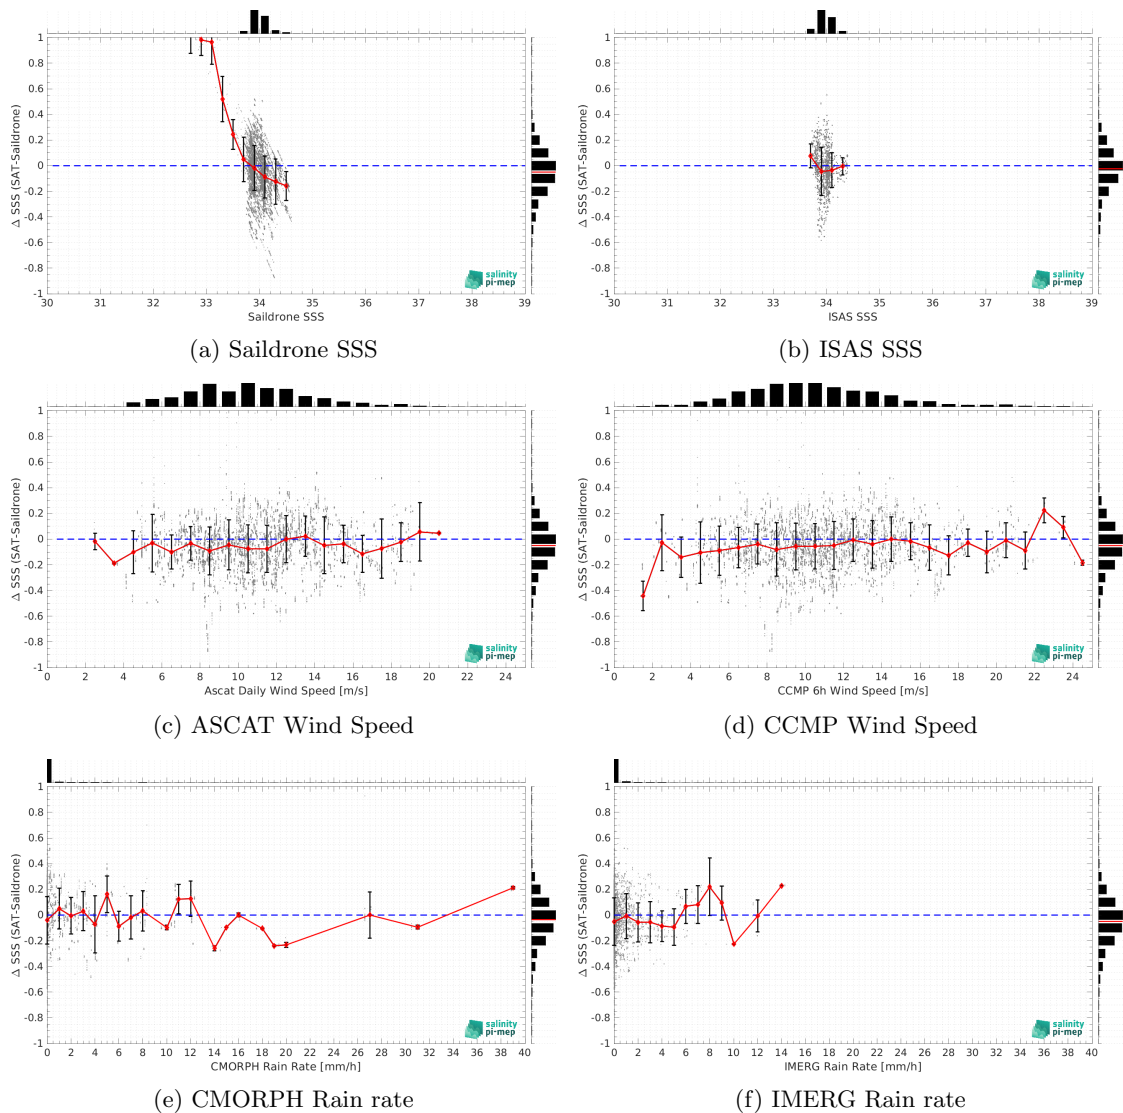 1
0.8
0.6
0.4
0.2
0
-0.2
-0.4
-0.6
-0.8
-1
Δ SSS (SAT-Saildrone)
salinity
pi-mep
30 31 32 33 34 35 36 37 38 39
Saildrone SSS
(a) Saildrone SSS
1
0.8
0.6
0.4
0.2
0
-0.2
-0.4
-0.6
-0.8
-1
Δ SSS (SAT-Saildrone)
salinity
pi-mep
30 31 32 33 34 35 36 37 38 39
ISAS SSS
(b) ISAS SSS
1
0.8
0.6
0.4
0.2
0
-0.2
-0.4
-0.6
-0.8
-1
Δ SSS (SAT-Saildrone)
salinity
pi-mep
0 2 4 6 8 10 12 14 16 18 20 22 24
Ascat Daily Wind Speed [m/s]
(c) ASCAT Wind Speed
1
0.8
0.6
0.4
0.2
0
-0.2
-0.4
-0.6
-0.8
-1
Δ SSS (SAT-Saildrone)
salinity
pi-mep
0 2 4 6 8 10 12 14 16 18 20 22 24
CCMP 6h Wind Speed [m/s]
(d) CCMP Wind Speed
1
0.8
0.6
0.4
0.2
0
-0.2
-0.4
-0.6
-0.8
-1
Δ SSS (SAT-Saildrone)
salinity
pi-mep
0 2 4 6 8 10 12 14 16 18 20 22 24 26 28 30 32 34 36 38 40
CMORPH Rain Rate [mm/h]
(e) CMORPH Rain rate
1
0.8
0.6
0.4
0.2
0
-0.2
-0.4
-0.6
-0.8
-1
Δ SSS (SAT-Saildrone)
salinity
pi-mep
0 2 4 6 8 10 12 14 16 18 20 22 24 26 28 30 32 34 36 38 40
IMERG Rain Rate [mm/h]
(f) IMERG Rain rate